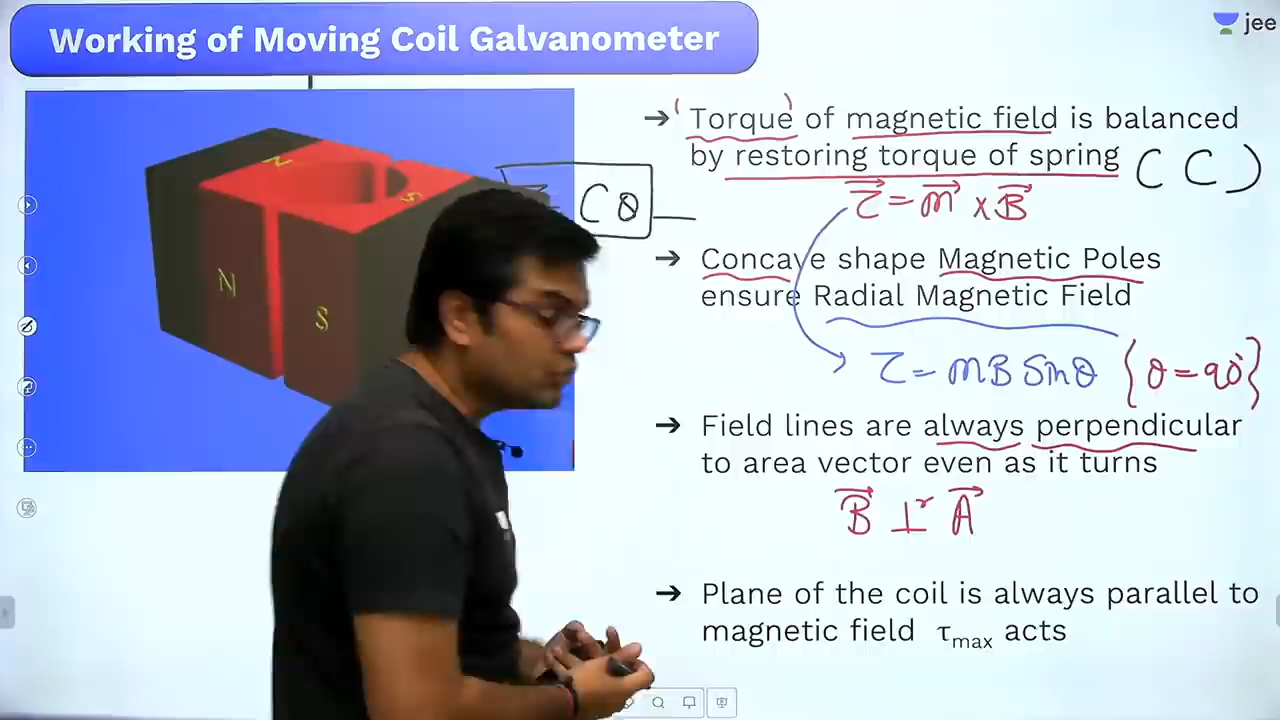 Working of Moving Coil Galvanometer
jee
N
S
N
S
Cθ
→ 'Torque' of magnetic field is balanced
by restoring torque of spring (C)
τ⃗ = m⃗ × B⃗
→ Concave shape Magnetic Poles
ensure Radial Magnetic Field
τ = mB Sinθ {θ = 90°}
→ Field lines are always perpendicular
to area vector even as it turns
B⃗ ⊥r A⃗
→ Plane of the coil is always parallel to
magnetic field τmax acts